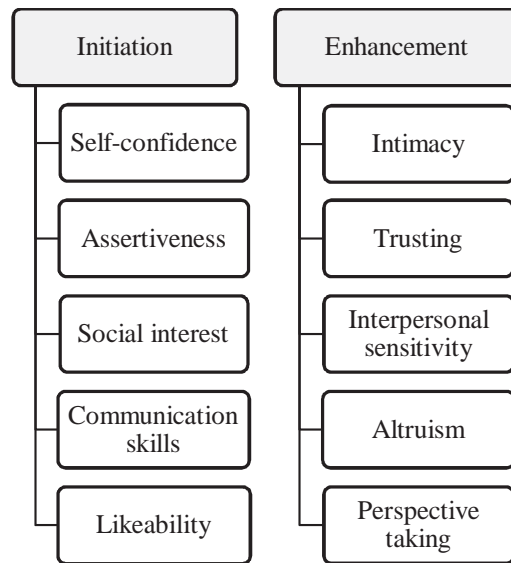 Initiation
Self-confidence
Assertiveness
Social interest
Communication
skills
Likeability
Enhancement
Intimacy
Trusting
Interpersonal
sensitivity
Altruism
Perspective
taking